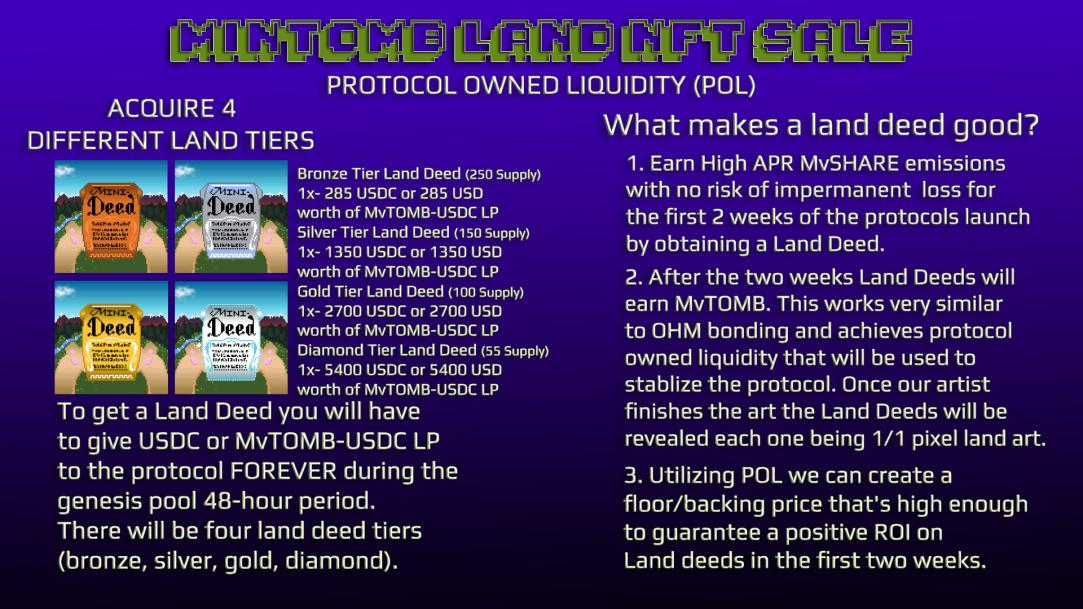 MINTOMB LAND NFT SALE
PROTOCOL OWNED LIQUIDITY (POL)
ACQUIRE 4
DIFFERENT LAND TIERS
MINI
Deed
MINI
Deed
MINI
Deed
MINI
Deed
Bronze Tier Land Deed (250 Supply)
1x- 285 USDC or 285 USD
worth of MvTOMB-USDC LP
Silver Tier Land Deed (150 Supply)
1x- 1350 USDC or 1350 USD
worth of MvTOMB-USDC LP
Gold Tier Land Deed (100 Supply)
1x- 2700 USDC or 2700 USD
worth of MvTOMB-USDC LP
Diamond Tier Land Deed (55 Supply)
1x- 5400 USDC or 5400 USD
worth of MvTOMB-USDC LP
To get a Land Deed you will have
to give USDC or MvTOMB-USDC LP
to the protocol FOREVER during the
genesis pool 48-hour period.
There will be four land deed tiers
(bronze, silver, gold, diamond).
What makes a land deed good?
1. Earn High APR MvSHARE emissions
with no risk of impermanent loss for
the first 2 weeks of the protocols launch
by obtaining a Land Deed.
2. After the two weeks Land Deeds will
earn MvTOMB. This works very similar
to OHM bonding and achieves protocol
owned liquidity that will be used to
stablize the protocol. Once our artist
finishes the art the Land Deeds will be
revealed each one being 1/1 pixel land art.
3. Utilizing POL we can create a
floor/backing price that's high enough
to guarantee a positive ROI on
Land deeds in the first two weeks.